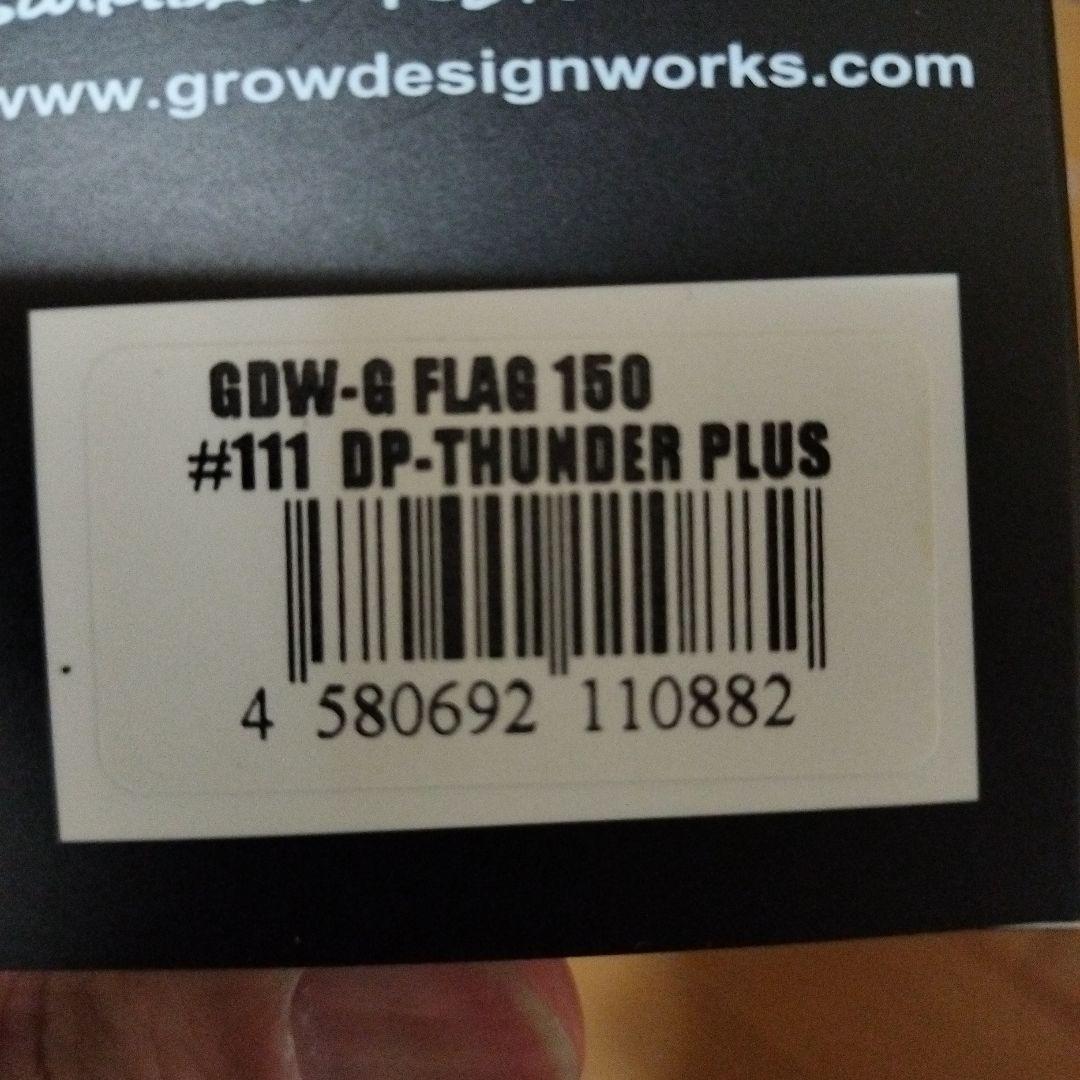 www.growdesignworks.com
GDW-G FLAG 150
#111 DP-THUNDER PLUS
4 580692 110882